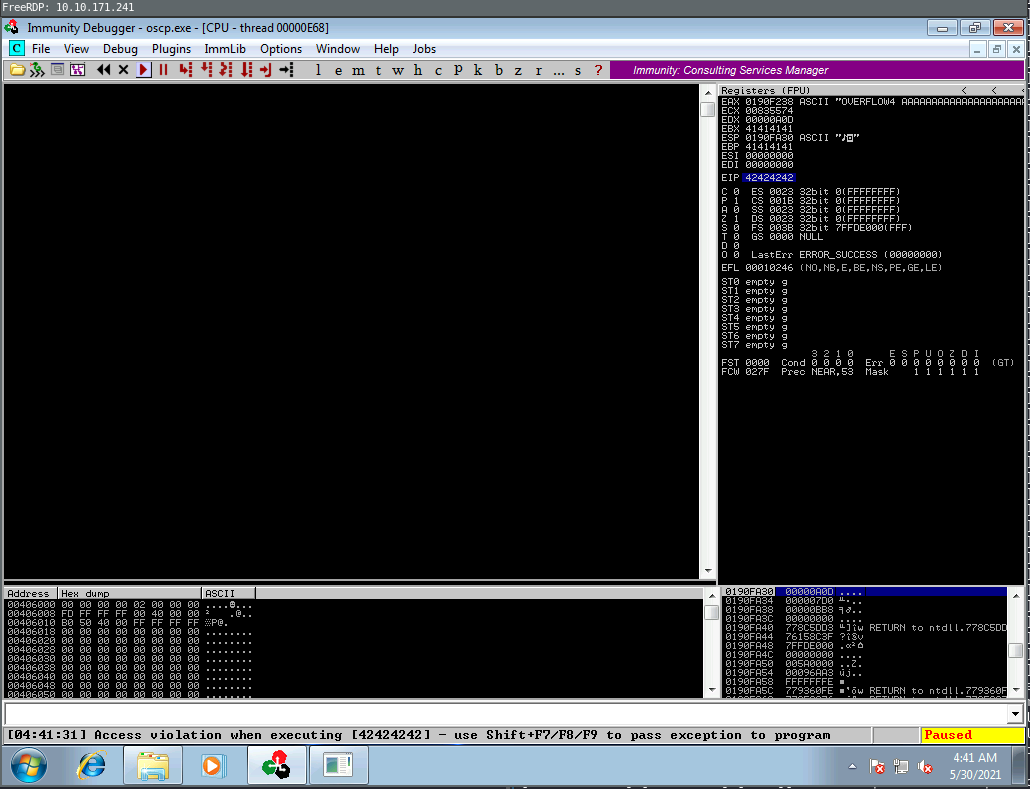 FreeRDP: 10.10.171.241
Immunity Debugger - oscp.exe - [CPU - thread 00000E68]
C File View Debug Plugins ImmLib Options Window Help Jobs
l e m t w h c P k b z r ... s ? Immunity: Consulting Services Manager
Registers (FPU) < < <
EAX 0190F238 ASCII "OVERFLOW4 AAAAAAAAAAAAAAAAAAAAA
ECX 00835574
EDX 00000A0D
EBX 41414141
ESP 0190FA30 ASCII "♪◙"
EBP 41414141
ESI 00000000
EDI 00000000
EIP 42424242
C 0 ES 0023 32bit 0(FFFFFFFF)
P 1 CS 001B 32bit 0(FFFFFFFF)
A 0 SS 0023 32bit 0(FFFFFFFF)
Z 1 DS 0023 32bit 0(FFFFFFFF)
S 0 FS 003B 32bit 7FFDE000(FFF)
T 0 GS 0000 NULL
D 0
O 0 LastErr ERROR_SUCCESS (00000000)
EFL 00010246 (NO,NB,E,BE,NS,PE,GE,LE)
ST0 empty g
ST1 empty g
ST2 empty g
ST3 empty g
ST4 empty g
ST5 empty g
ST6 empty g
ST7 empty g
3 2 1 0 E S P U O Z D I
FST 0000 Cond 0 0 0 0 Err 0 0 0 0 0 0 0 0 (GT)
FCW 027F Prec NEAR,53 Mask 1 1 1 1 1 1
Address Hex dump ASCII
00406000 00 00 00 00 02 00 00 00
00406008 FD FF FF FF 00 40 00 00
00406010 B0 50 40 00 FF FF FF FF
00406018 00 00 00 00 00 00 00 00 ........
00406020 00 00 00 00 00 00 00 00 ........
00406028 00 00 00 00 00 00 00 00 ........
00406030 00 00 00 00 00 00 00 00 ........
00406038 00 00 00 00 00 00 00 00 ........
00406040 00 00 00 00 00 00 00 00 ........
00406048 00 00 00 00 00 00 00 00 ........
00406050 00 00 00 00 00 00 00 00 ........
0190FA30 00000A0D ....
0190FA34 000007D0
0190FA38 00000BB8
0190FA3C 00000000 ....
0190FA40 778C5DD3 RETURN to ntdll.778C5DD
0190FA44 76158C3F
0190FA48 7FFDE000
0190FA4C 00000000 ....
0190FA50 005A0000 ..Z.
0190FA54 00096AA3
0190FA58 FFFFFFFE
0190FA5C 779360FE RETURN to ntdll.779360F
[04:41:31] Access violation when executing [42424242] - use Shift+F7/F8/F9 to pass exception to program
Paused
4:41 AM
5/30/2021